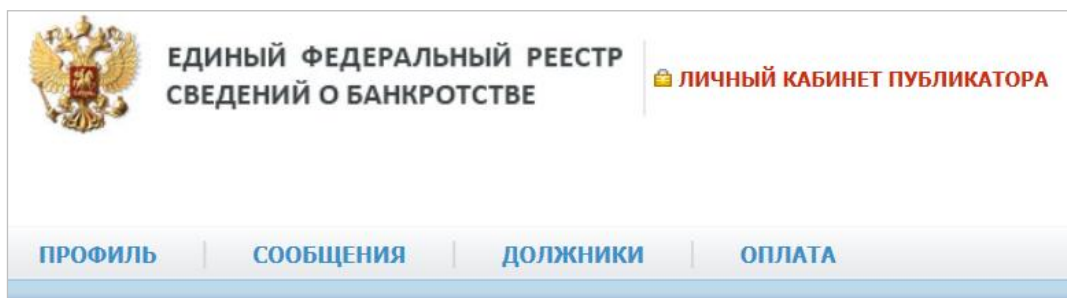 ЕДИНЫЙ ФЕДЕРАЛЬНЫЙ РЕЕСТР
СВЕДЕНИЙ О БАНКРОТСТВЕ
ЛИЧНЫЙ КАБИНЕТ ПУБЛИКАТОРА
ПРОФИЛЬ СООБЩЕНИЯ ДОЛЖНИКИ ОПЛАТА